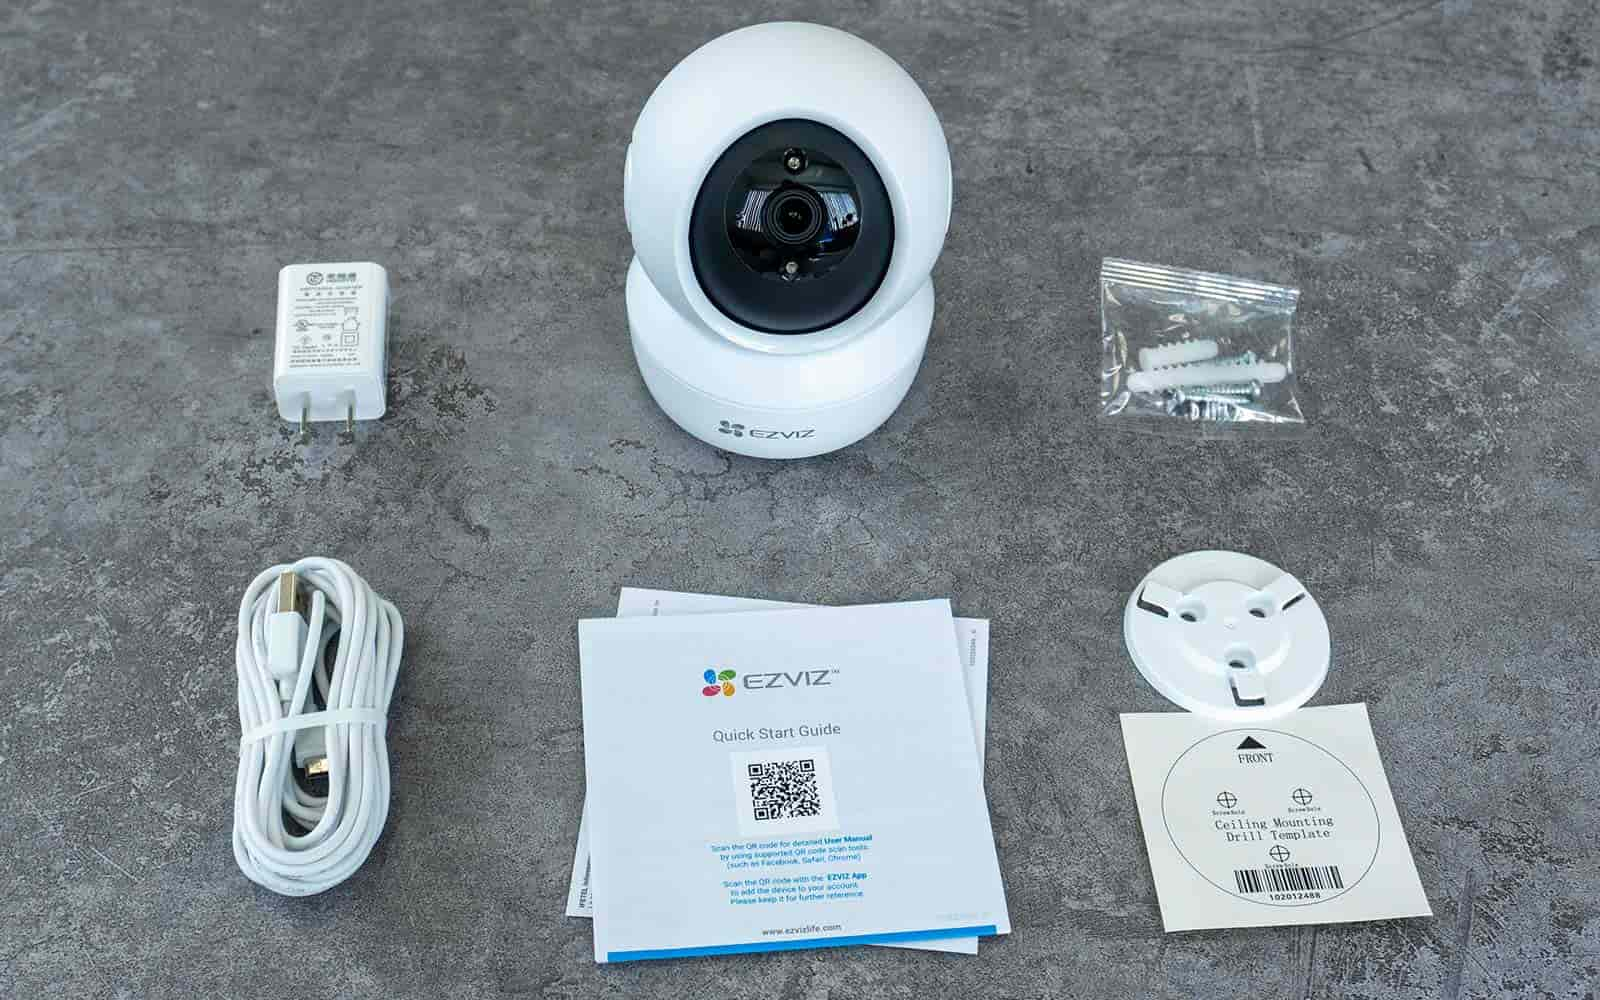 EZVIZ
EZVIZ™
Quick Start Guide
Scan the QR code for detailed User Manual
by using supported QR code scan tools.
(such as Facebook, Safari, Chrome)
Scan the QR code with the EZVIZ App
to add the device to your account.
Please keep it for further reference.
www.ezvizlife.com
FRONT
Screw Hole
Screw Hole
Ceiling Mounting
Drill Template
Screw Hole
102012488